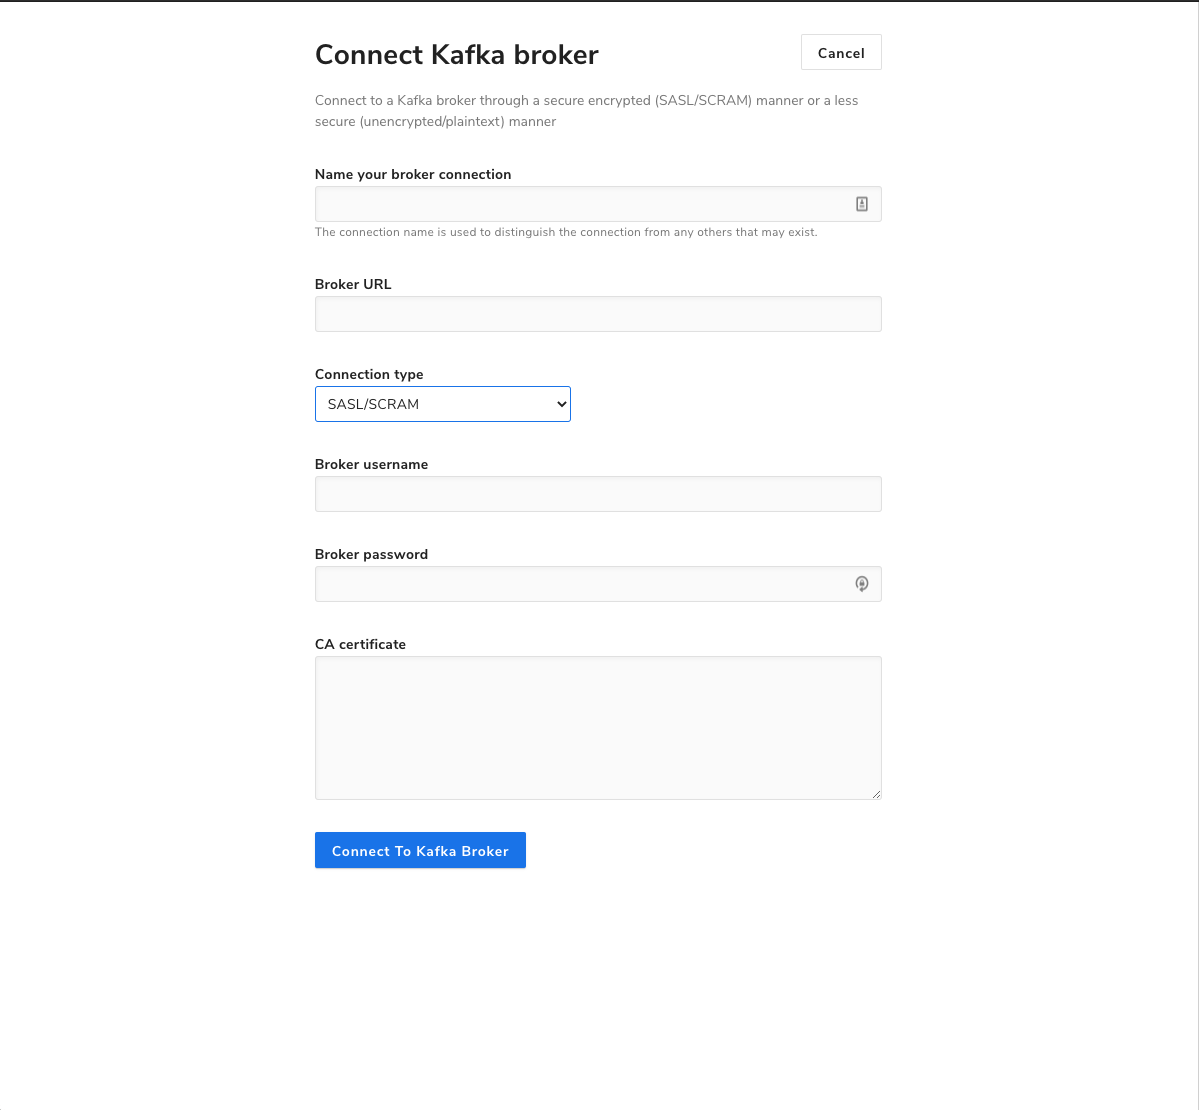 Connect Kafka broker
Cancel
Connect to a Kafka broker through a secure encrypted (SASL/SCRAM) manner or a less
secure (unencrypted/plaintext) manner
Name your broker connection
The connection name is used to distinguish the connection from any others that may exist.
Broker URL
Connection type
SASL/SCRAM
Broker username
Broker password
CA certificate
Connect To Kafka Broker